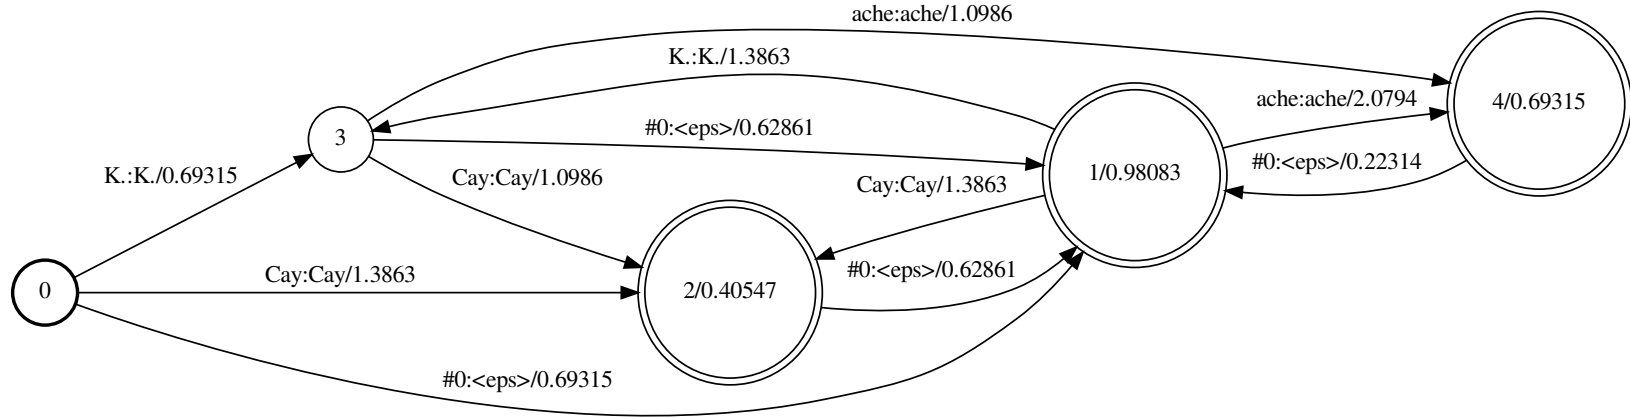 ache:ache/1.0986
K.:K./1.3863
4/0.69315
ache:ache/2.0794
#0:<eps>/0.62861
3
#0:<eps>/0.22314
1/0.98083
K.:K./0.69315
Cay:Cay/1.0986
Cay:Cay/1.3863
#0:<eps>/0.62861
Cay:Cay/1.3863
0
2/0.40547
#0:<eps>/0.69315